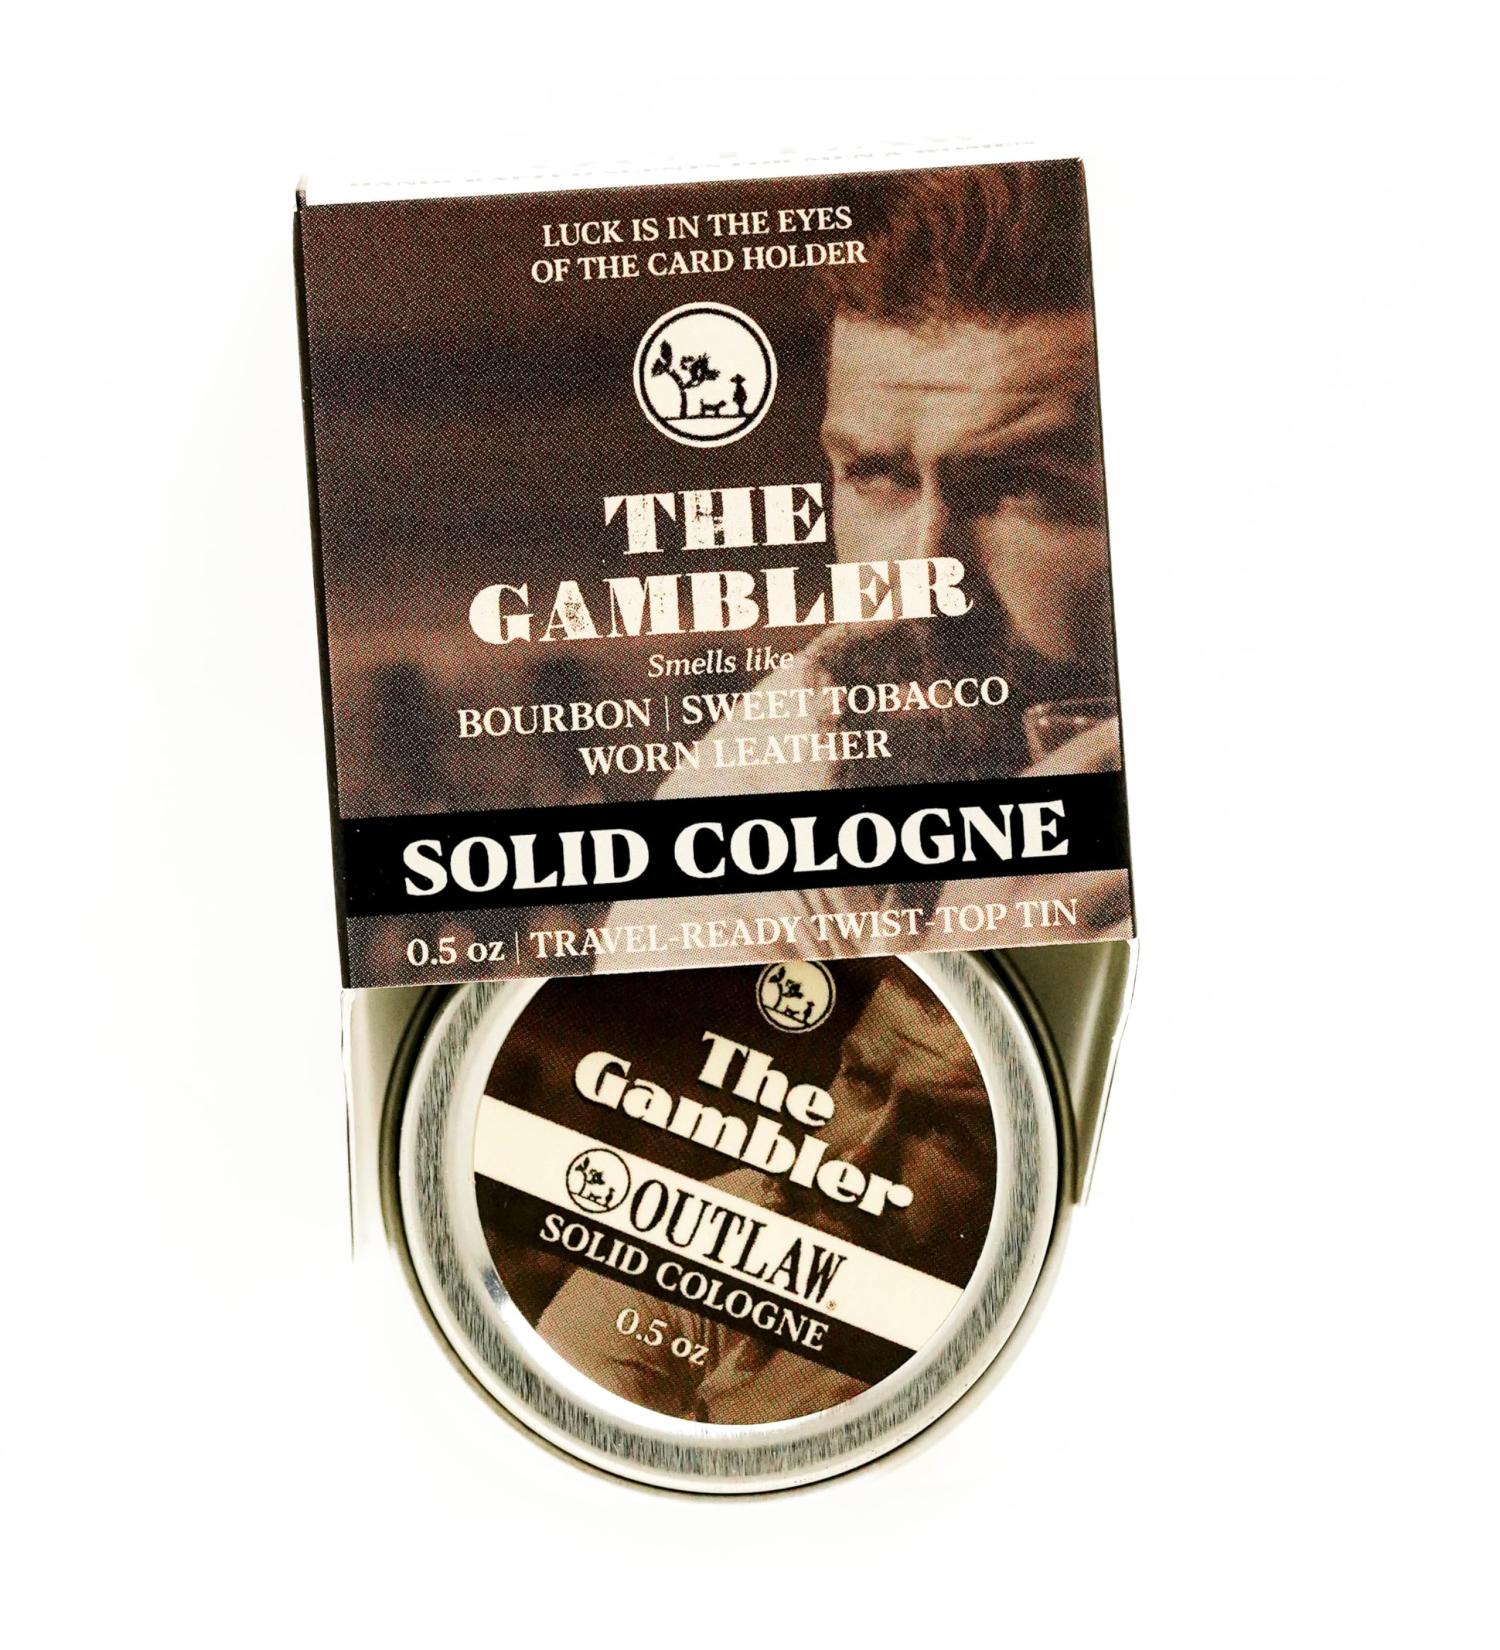 LUCK IS IN THE EYES
OF THE CARD HOLDER
THE
GAMBLER
Smells like
BOURBON | SWEET TOBACCO
WORN LEATHER
SOLID COLOGNE
0.5 oz | TRAVEL-READY TWIST-TOP TIN
The
Gambler
OUTLAW®
SOLID COLOGNE
0.5 oz